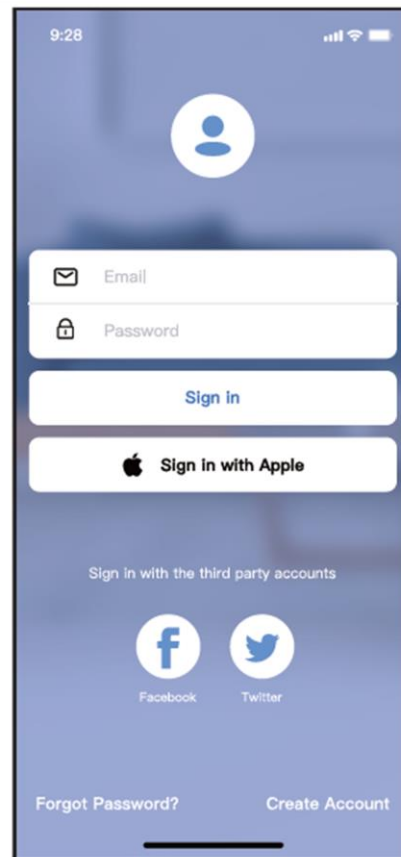 9:28
Email
Password
Sign in
Sign in with Apple
Sign in with the third party accounts
Facebook Twitter
Forgot Password? Create Account